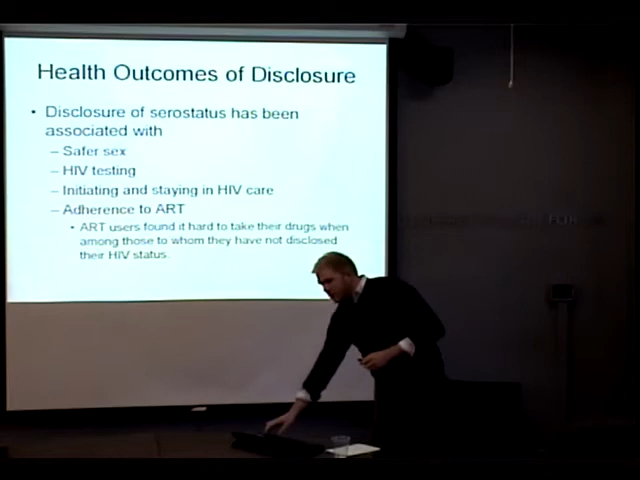 Health Outcomes of Disclosure
• Disclosure of serostatus has been
associated with
– Safer sex
– HIV testing
– Initiating and staying in HIV care
– Adherence to ART
• ART users found it hard to take their drugs when
among those to whom they have not disclosed
their HIV status.
FOR